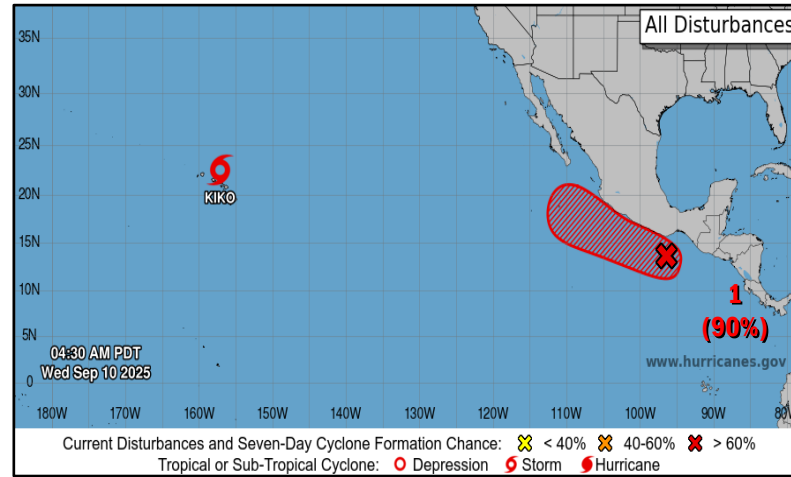 All Disturbances
35N
30N
25N
20N
KIKO
15N
10N
1
(90%)
5N
04:30 AM PDT
Wed Sep 10 2025
www.hurricanes.gov
0
180W 170W 160W 150W 140W 130W 120W 110W 100W 90W 80W
Current Disturbances and Seven-Day Cyclone Formation Chance: < 40% 40-60% > 60%
Tropical or Sub-Tropical Cyclone: Depression Storm Hurricane